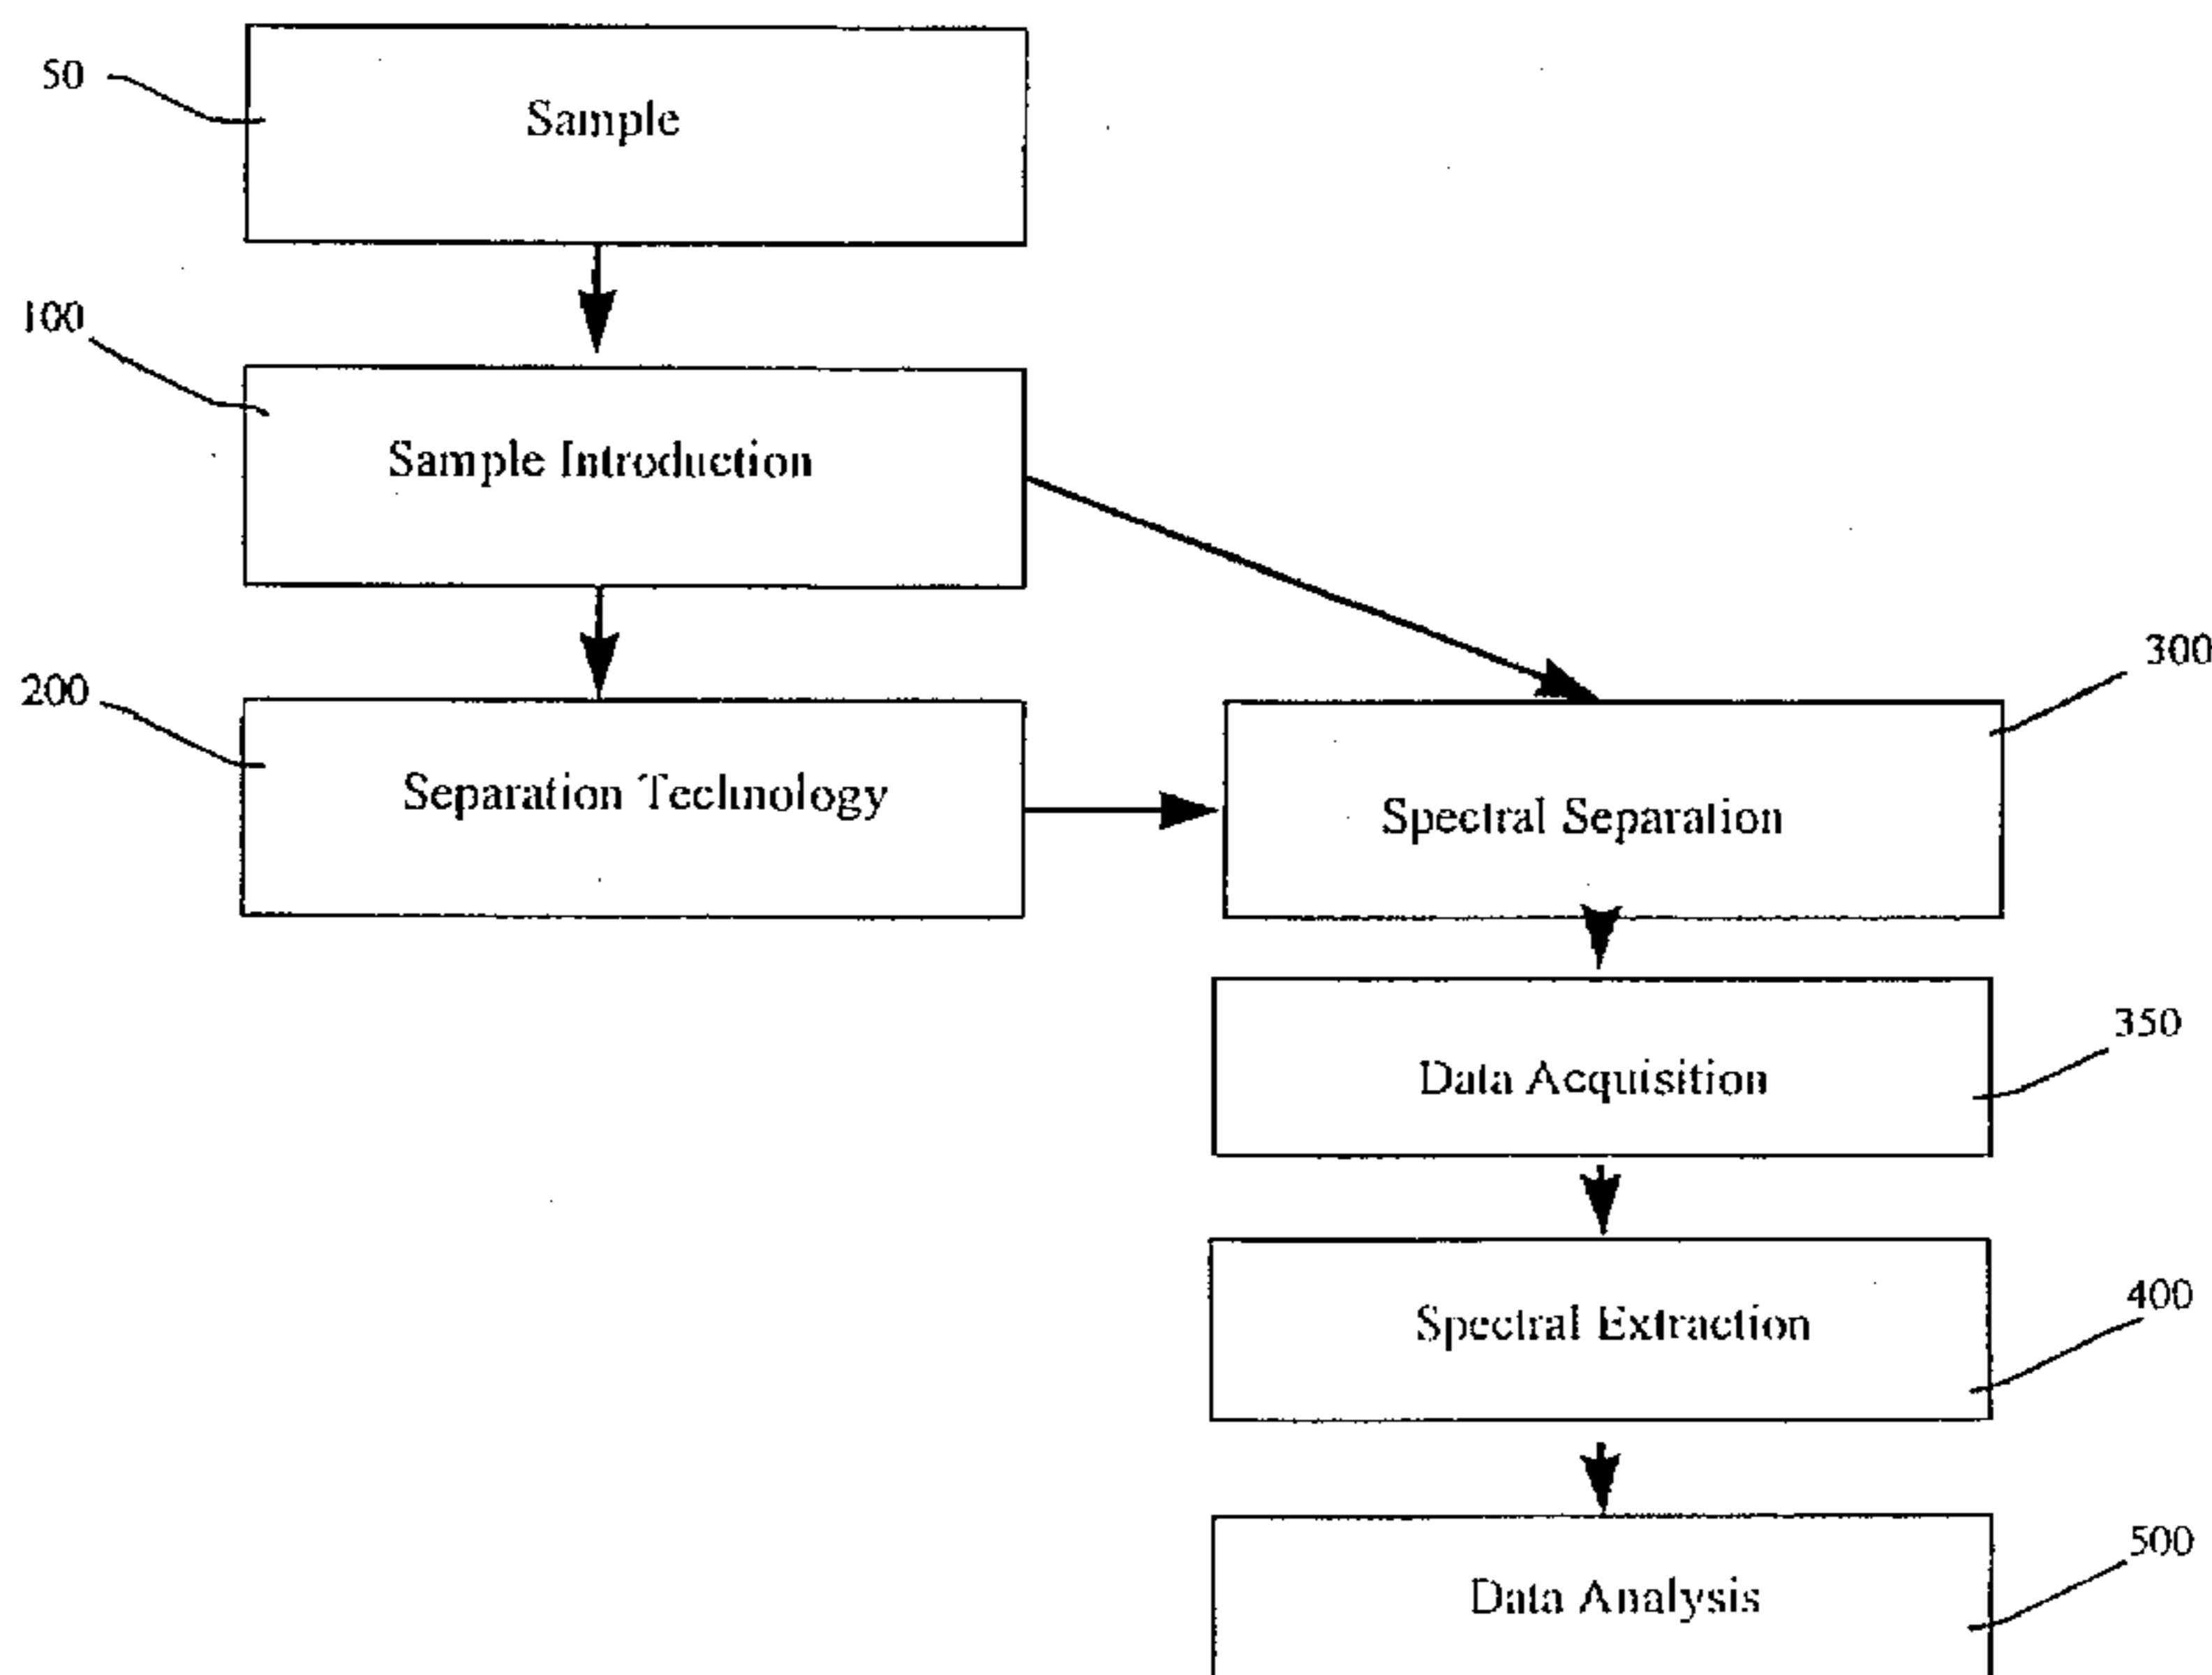 50
Sample
100
Sample Introduction
200
Separation Technology
300
Spectral Separation
350
Data Acquisition
400
Spectral Extraction
500
Data Analysis